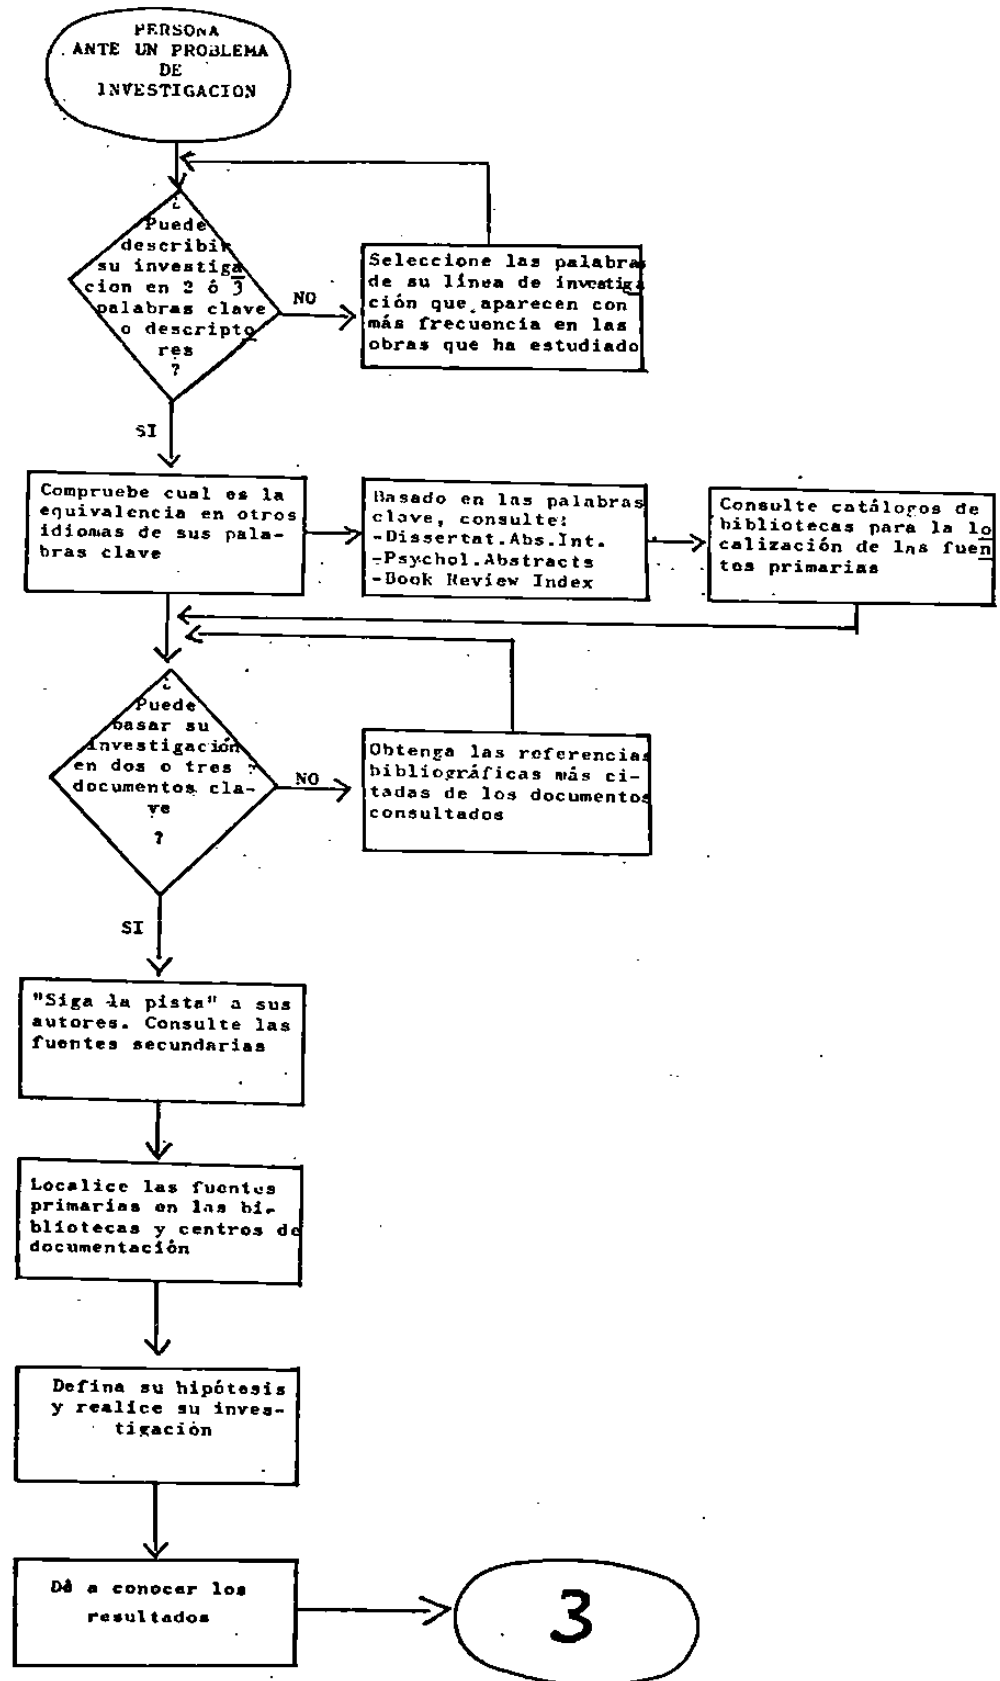 PERSONA
ANTE UN PROBLEMA
DE
INVESTIGACION
¿
Puede
describir
su investiga
cion en 2 ó 3
palabras clave
o descripto
res
?
NO
Seleccione las palabras
de su línea de investiga
ción que aparecen con
más frecuencia en las
obras que ha estudiado
SI
Compruebe cual es la
equivalencia en otros
idiomas de sus pala-
bras clave
Basado en las palabras
clave, consulte:
-Dissertat.Abs.Int.
-Psychol.Abstracts
-Book Review Index
Consulte catálogos de
bibliotecas para la lo
calización de las fuen
tes primarias
¿
Puede
basar su
investigación
en dos o tres ?
documentos cla-
ve
?
NO
Obtenga las referencias
bibliográficas más ci-
tadas de los documentos
consultados
SI
"Siga la pista" a sus
autores. Consulte las
fuentes secundarias
Localice las fuentes
primarias en las bi-
bliotecas y centros de
documentación
Defina su hipótesis
y realice su inves-
tigación
Dé a conocer los
resultados
3